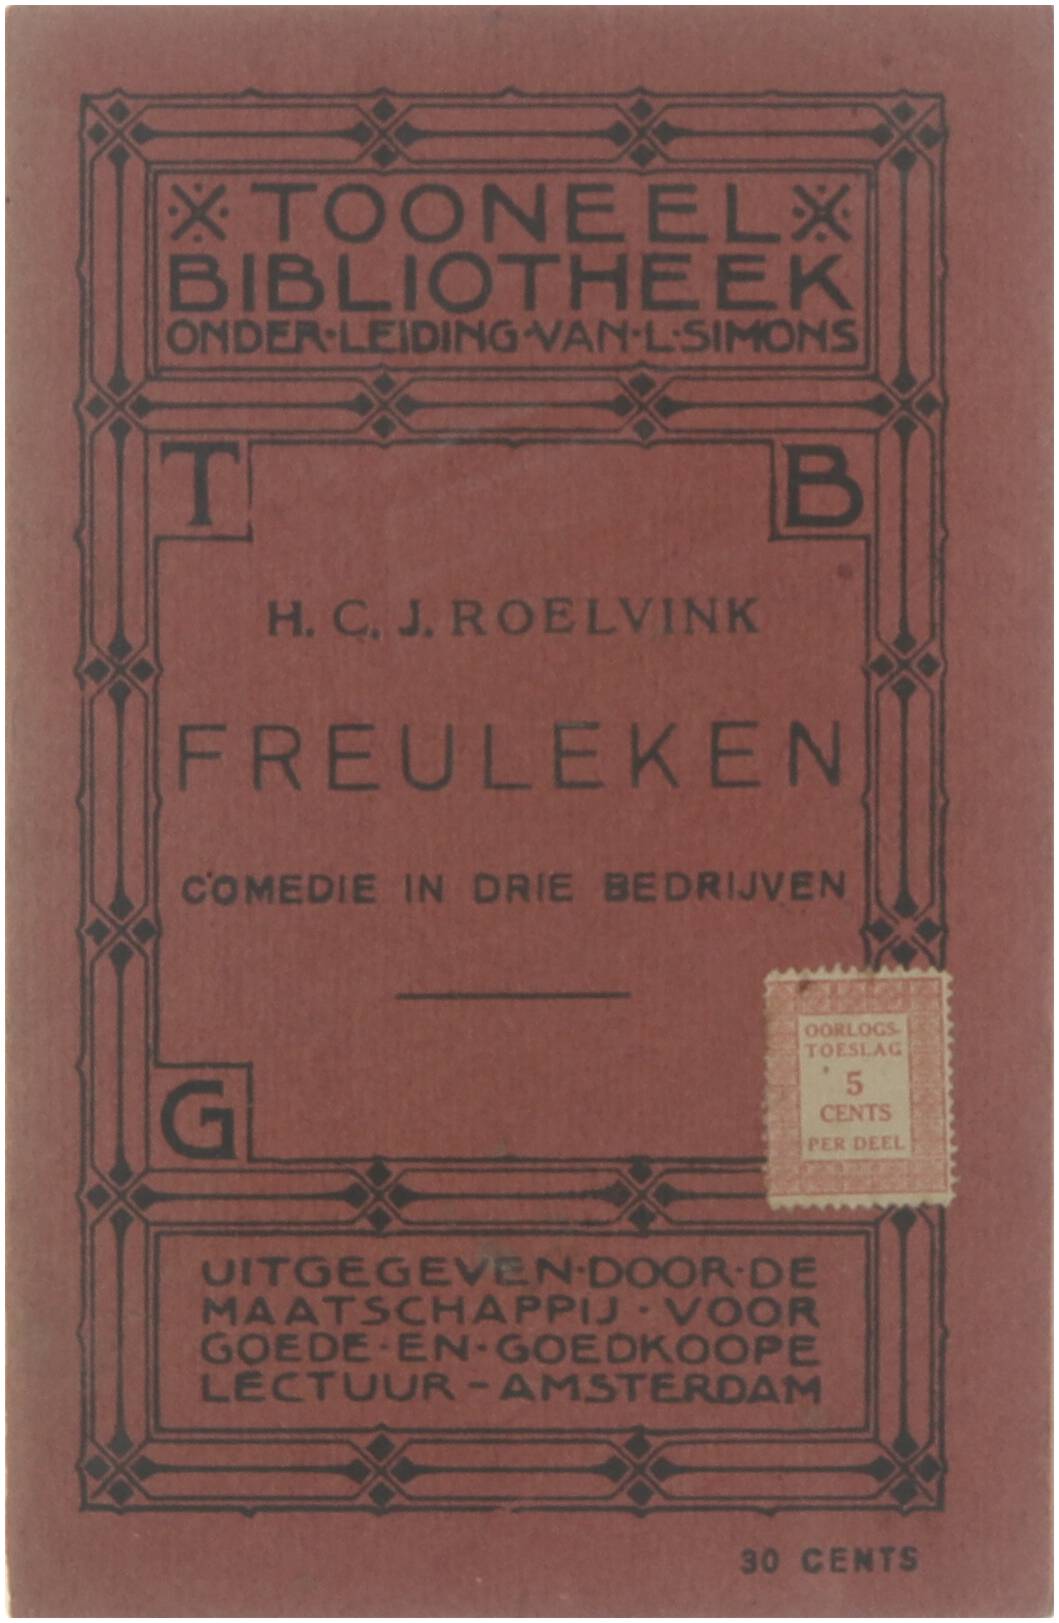 TOONEEL
BIBLIOTHEEK
ONDER·LEIDING·VAN·L·SIMONS
T
B
H. C. J. ROELVINK
FREULEKEN
COMEDIE IN DRIE BEDRIJVEN
OORLOGS-
TOESLAG
5
CENTS
PER DEEL
G
UITGEGEVEN·DOOR·DE
MAATSCHAPPIJ · VOOR
GOEDE·EN·GOEDKOOPE
LECTUUR – AMSTERDAM
30 CENTS